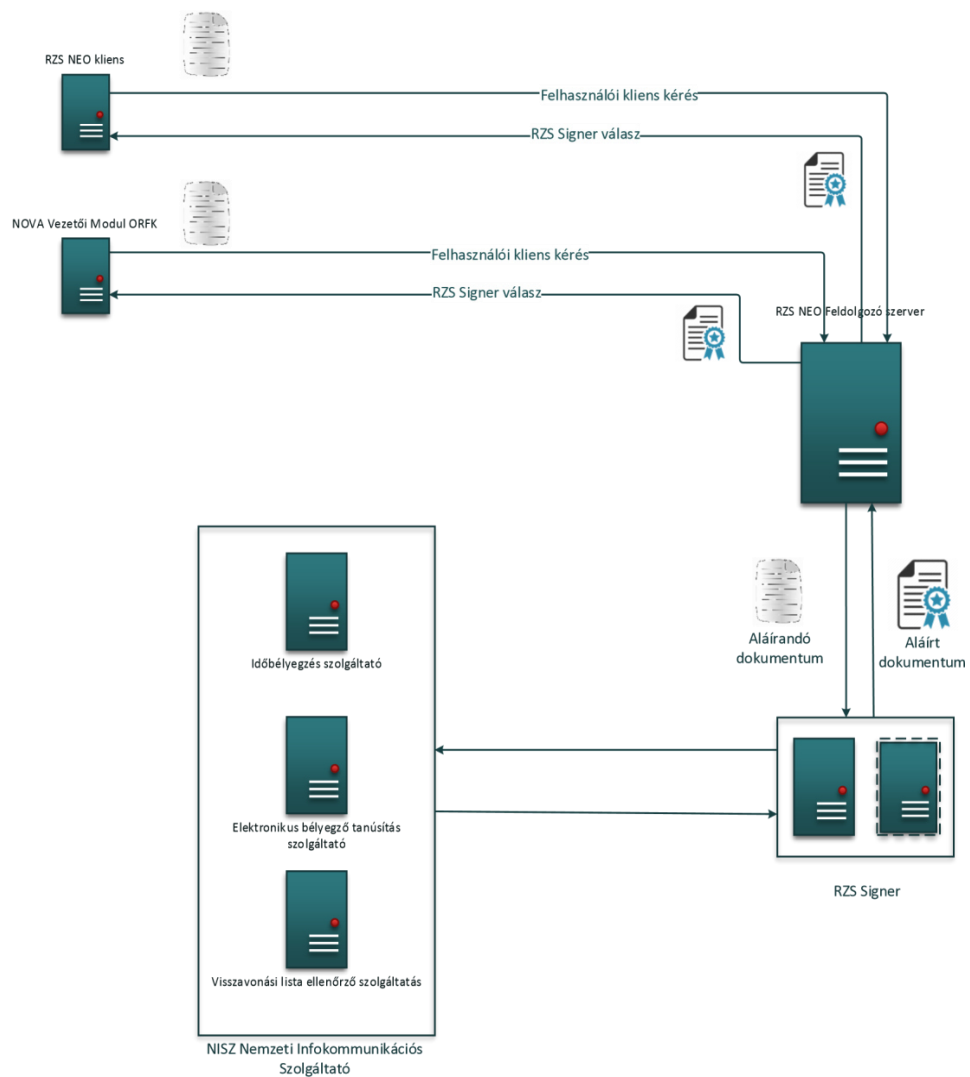 RZS NEO kliens
Felhasználói kliens kérés
RZS Signer válasz
NOVA Vezetői Modul ORFK
Felhasználói kliens kérés
RZS Signer válasz
RZS NEO Feldolgozó szerver
Aláírandó
dokumentum
Aláírt
dokumentum
Időbélyegzés szolgáltató
Elektronikus bélyegző tanúsítás
szolgáltató
Visszavonási lista ellenőrző szolgáltatás
RZS Signer
NISZ Nemzeti Infokommunikációs
Szolgáltató